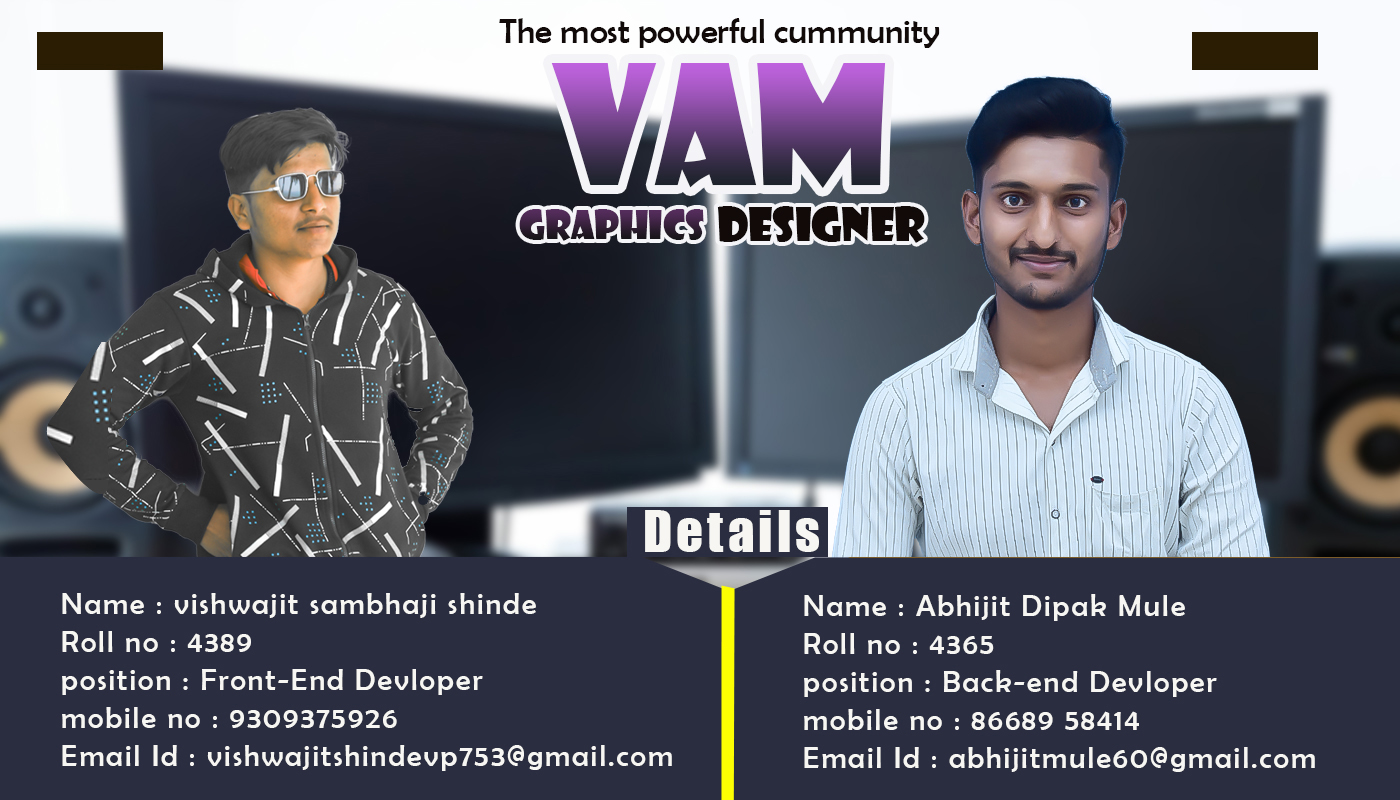 The most powerful cummunity
VAM
GRAPHICS DESIGNER
Details
Name : vishwajit sambhaji shinde
Roll no : 4389
position : Front-End Devloper
mobile no : 9309375926
Email Id : vishwajitshindevp753@gmail.com
Name : Abhijit Dipak Mule
Roll no : 4365
position : Back-end Devloper
mobile no : 86689 58414
Email Id : abhijitmule60@gmail.com